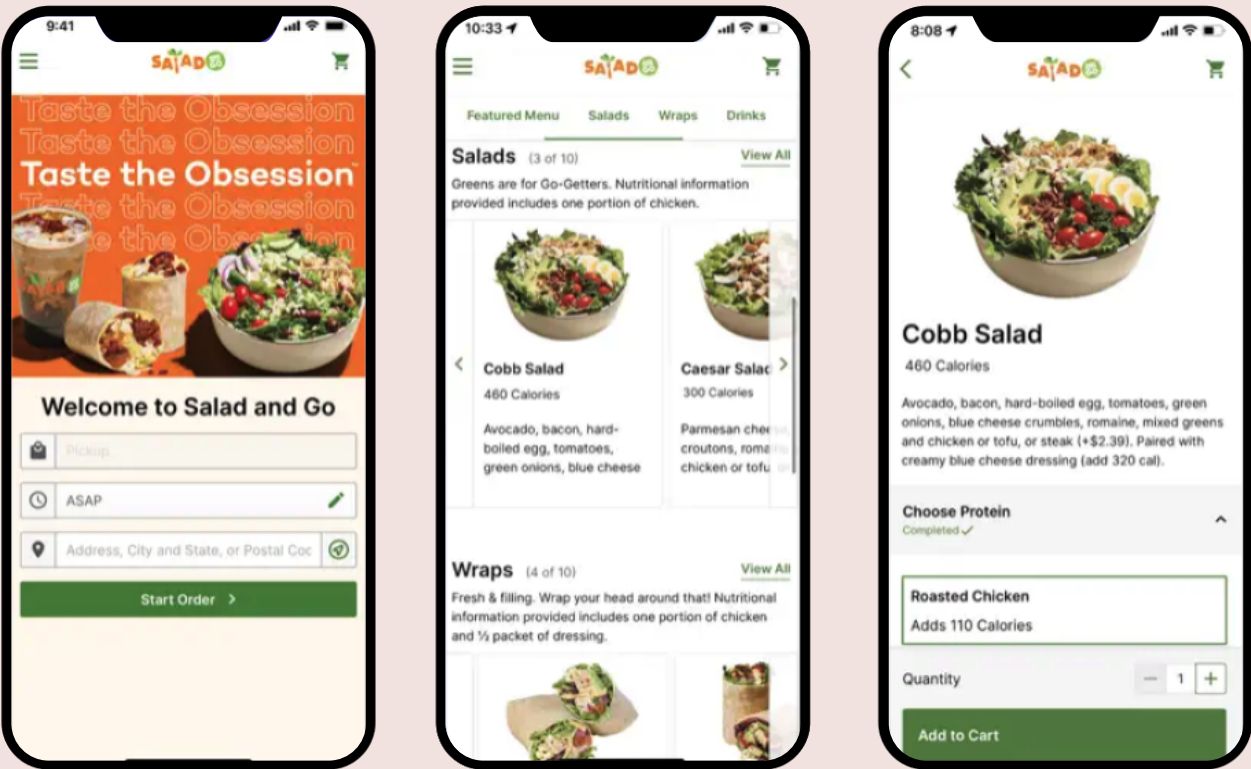 9:41
SALAD GO
Taste the Obsession
Taste the Obsession
Taste the Obsession™
Taste the Obsession
e the Obsession
Welcome to Salad and Go
Pickup
ASAP
Address, City and State, or Postal Coc
Start Order >
10:33
SALAD GO
Featured Menu Salads Wraps Drinks
Salads (3 of 10) View All
Greens are for Go-Getters. Nutritional information
provided includes one portion of chicken.
Cobb Salad
460 Calories
Avocado, bacon, hard-
boiled egg, tomatoes,
green onions, blue cheese
Caesar Salad
300 Calories
Parmesan chee
croutons, roma
chicken or tofu
Wraps (4 of 10) View All
Fresh & filling. Wrap your head around that! Nutritional
information provided includes one portion of chicken
and ½ packet of dressing.
8:08
SALAD GO
Cobb Salad
460 Calories
Avocado, bacon, hard-boiled egg, tomatoes, green
onions, blue cheese crumbles, romaine, mixed greens
and chicken or tofu, or steak (+$2.39). Paired with
creamy blue cheese dressing (add 320 cal).
Choose Protein
Completed ✓
Roasted Chicken
Adds 110 Calories
Quantity
− 1 +
Add to Cart